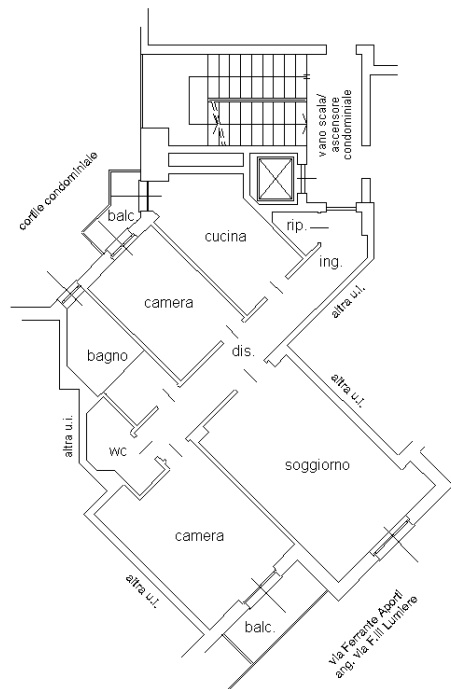 vano scala/
ascensore
condominiale
cortile condominiale
balc.
rip.
cucina
ing.
camera
altra u.i.
dis.
bagno
altra u.i.
altra u.i.
wc
soggiorno
camera
altra u.i.
balc.
via Ferrante Aporti
ang. via F.lli Lumiere